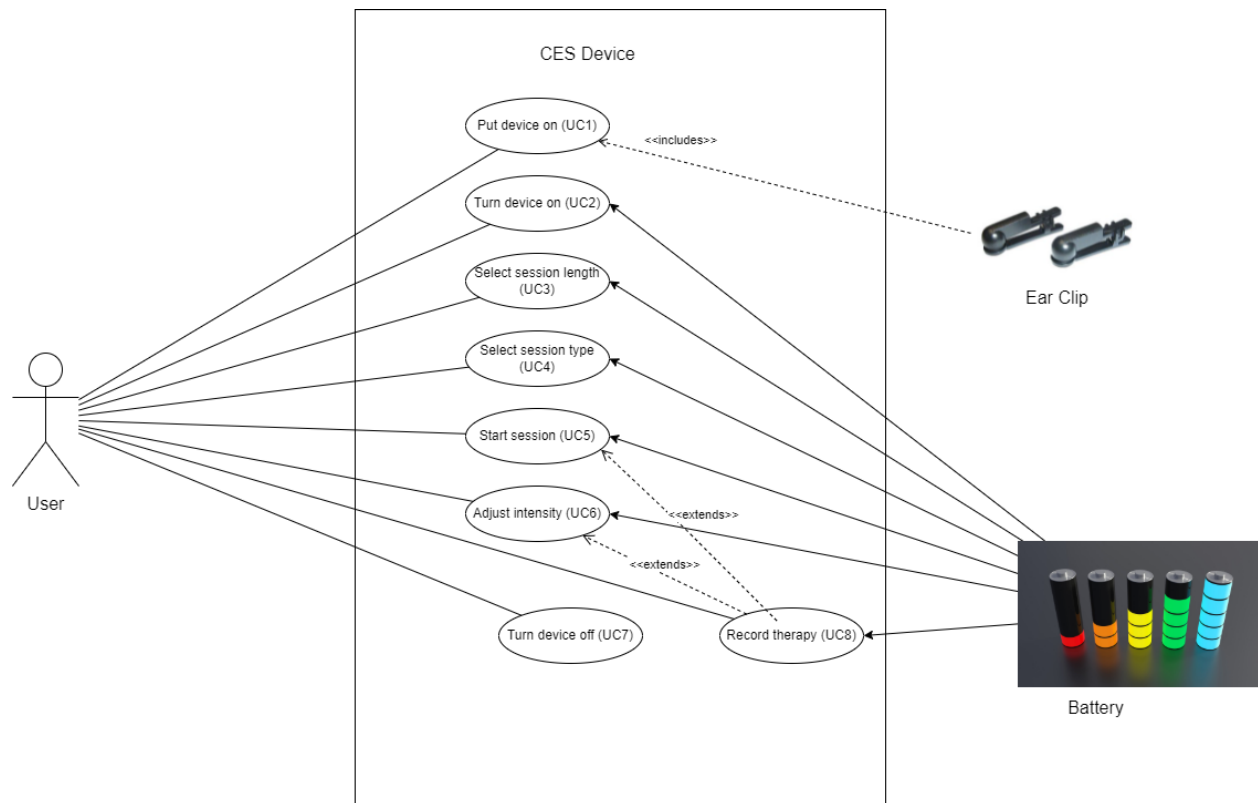 CES Device
Put device on (UC1)
<<includes>>
Turn device on (UC2)
Select session length
(UC3)
Ear Clip
Select session type
(UC4)
Start session (UC5)
User
Adjust intensity (UC6)
<<extends>>
<<extends>>
Turn device off (UC7)
Record therapy (UC8)
Battery